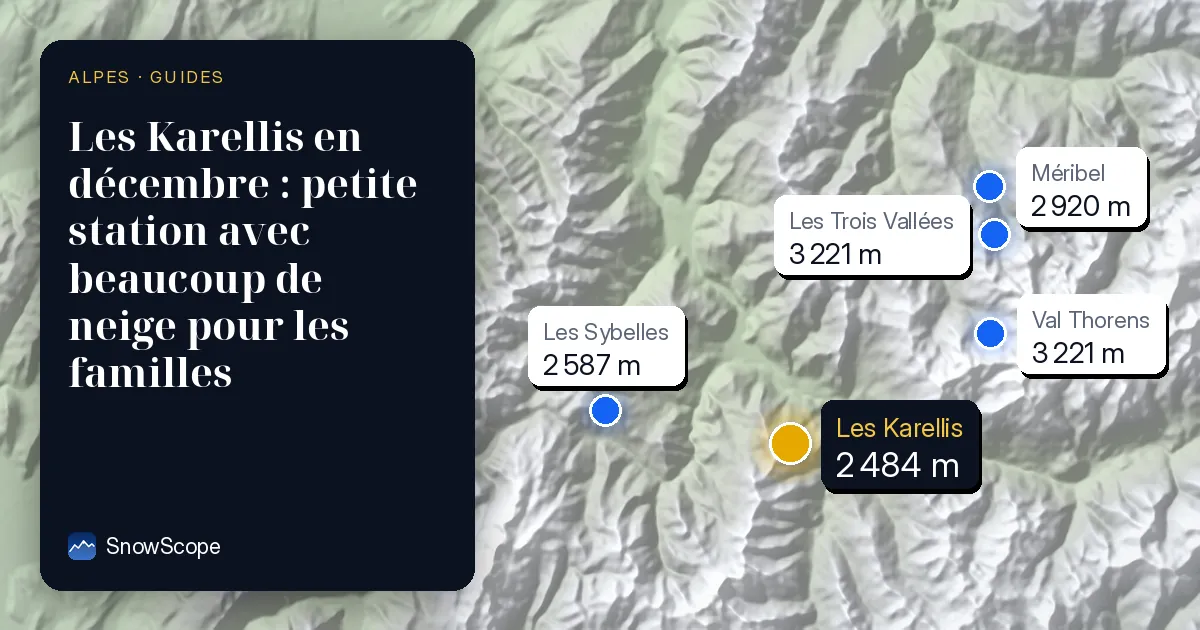 ALPES · GUIDES
Les Karellis en
décembre : petite
station avec
beaucoup de
neige pour les
familles
SnowScope
Méribel
2 920 m
Les Trois Vallées
3 221 m
Val Thorens
3 221 m
Les Sybelles
2 587 m
Les Karellis
2 484 m